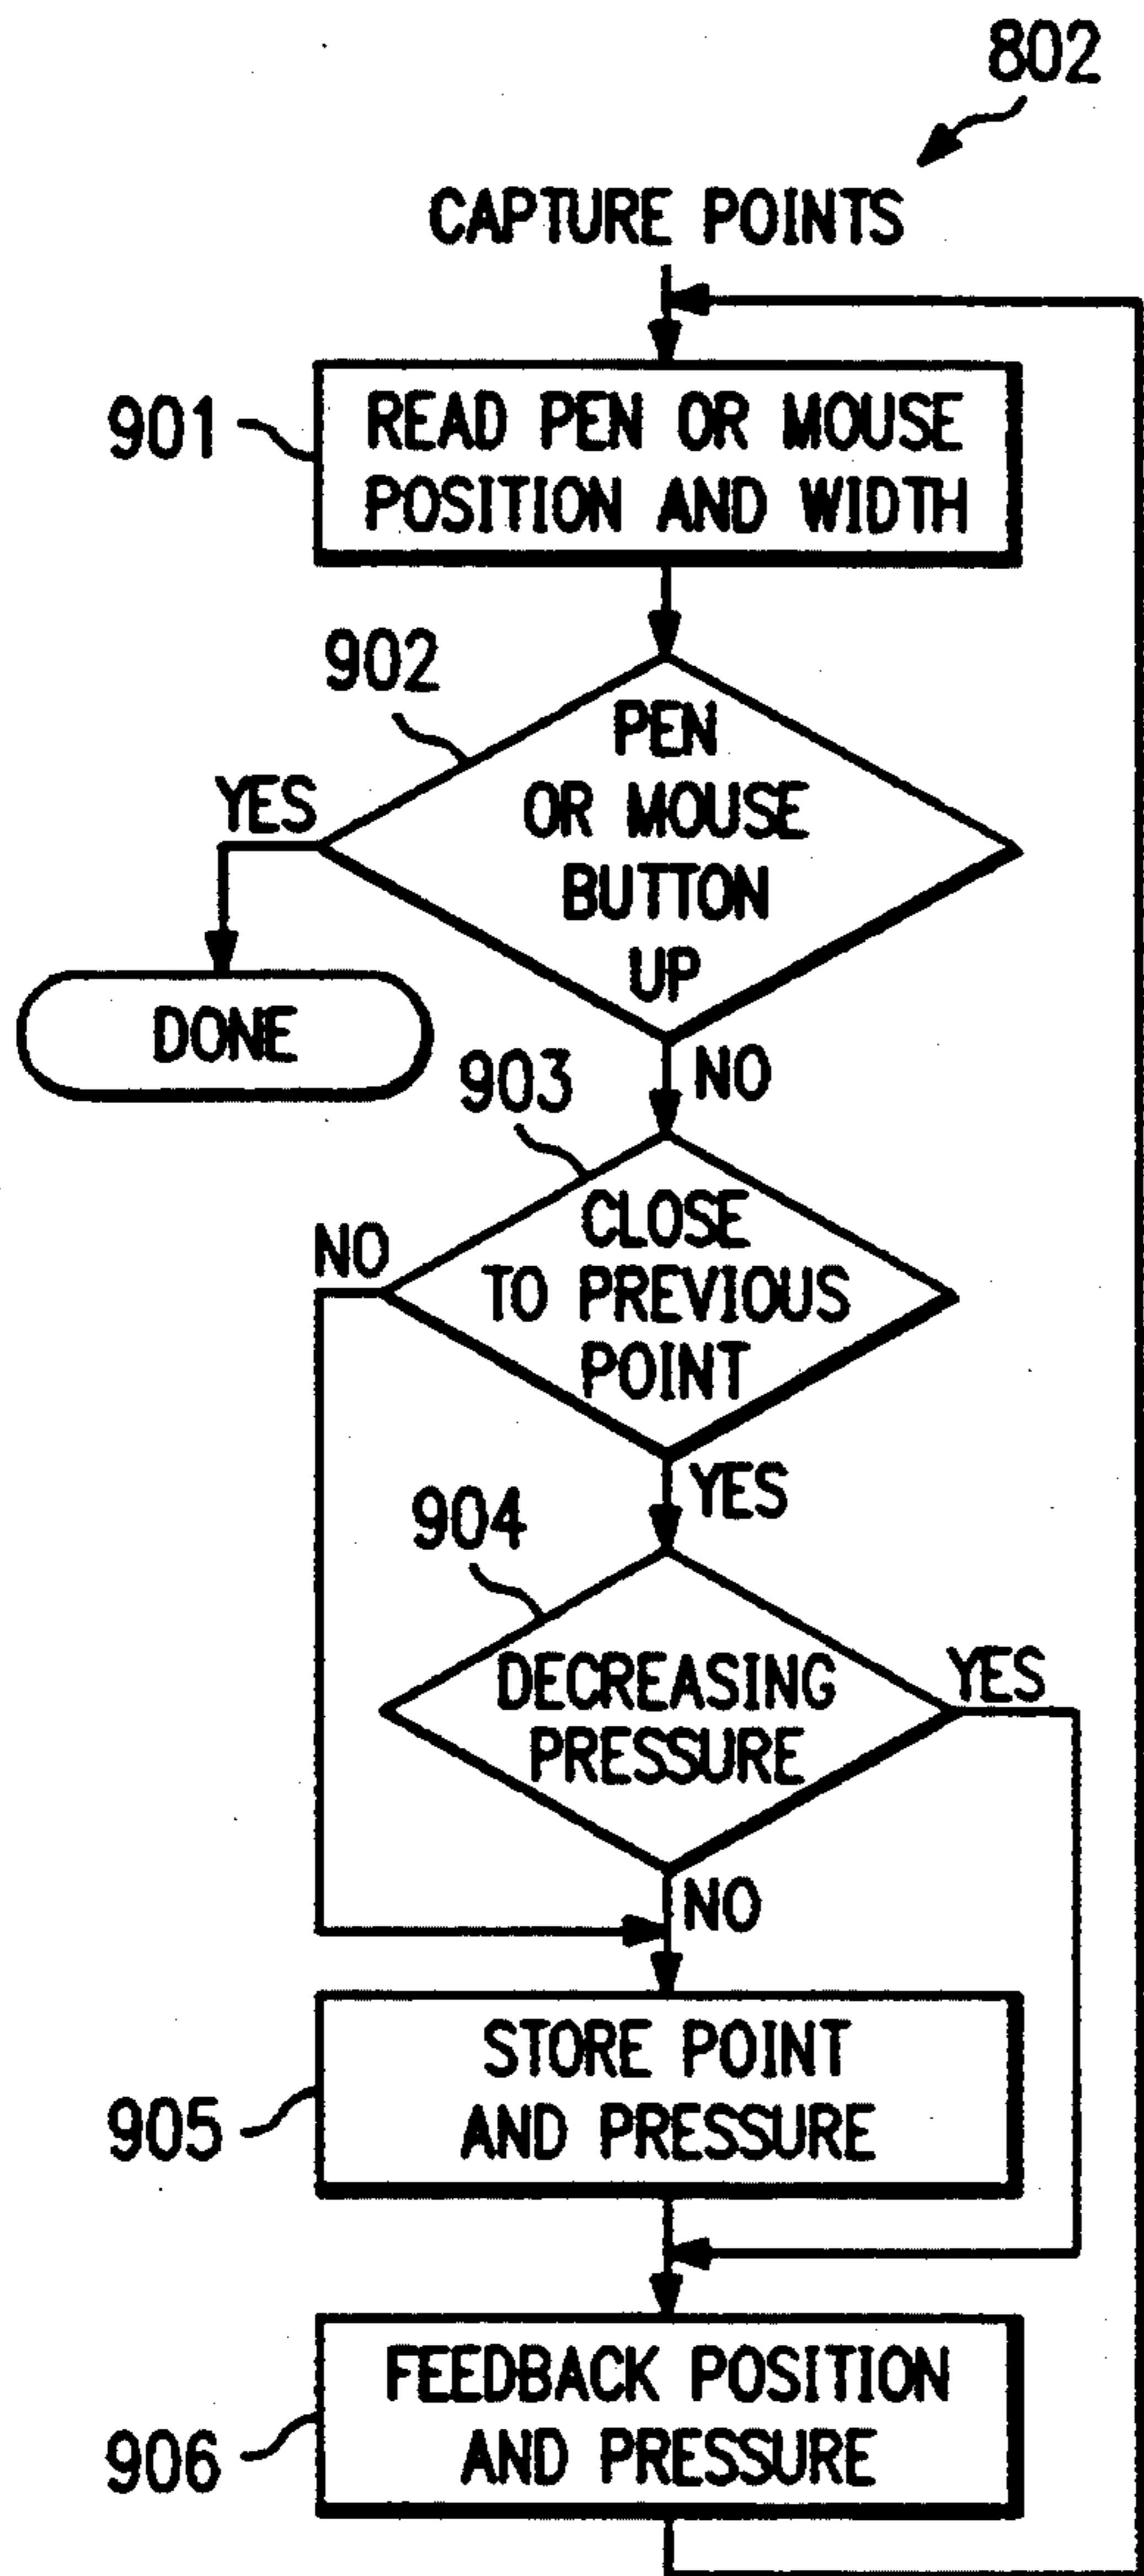 802
CAPTURE POINTS
901
READ PEN OR MOUSE
POSITION AND WIDTH
902
PEN
OR MOUSE
BUTTON
UP
YES
DONE
NO
903
CLOSE
TO PREVIOUS
POINT
NO
YES
904
DECREASING
PRESSURE
YES
NO
905
STORE POINT
AND PRESSURE
906
FEEDBACK POSITION
AND PRESSURE